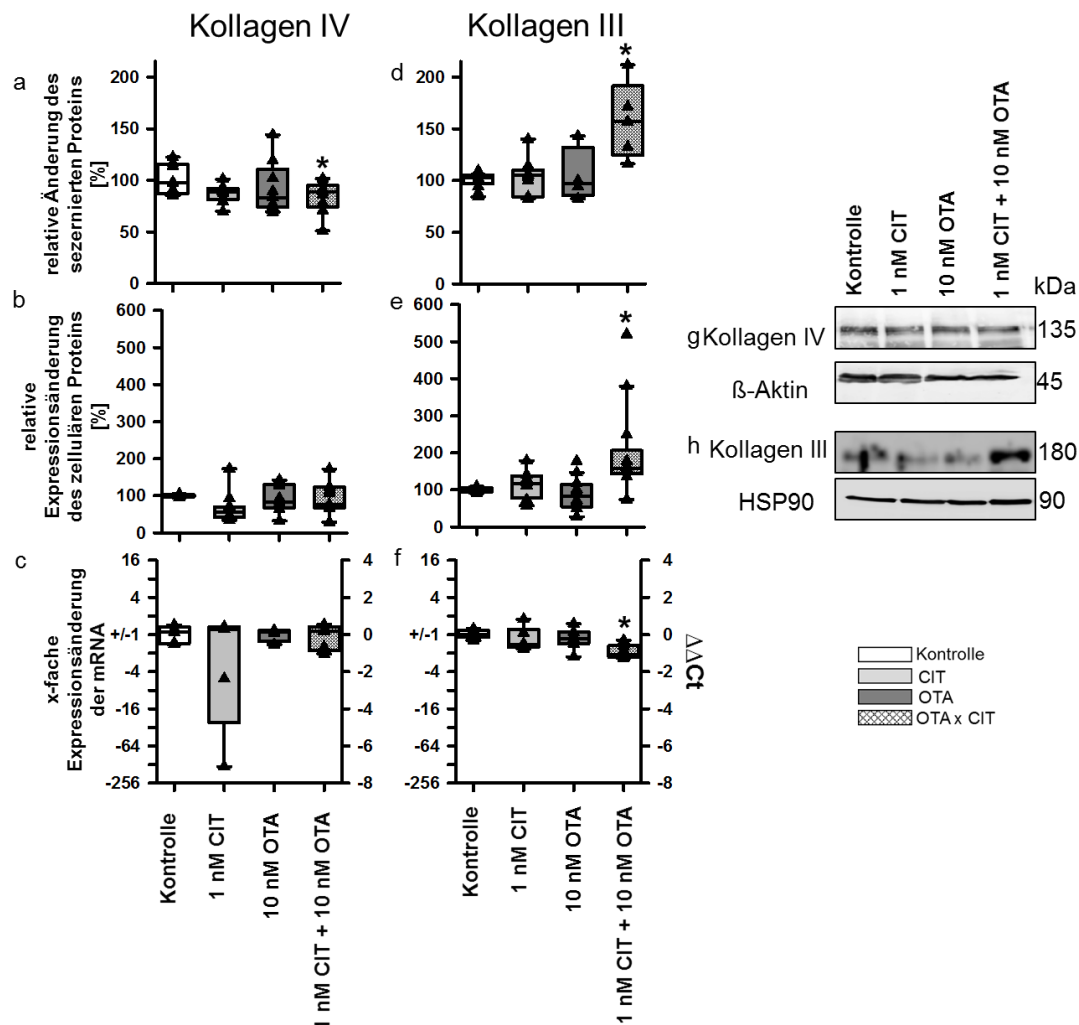 Kollagen IV
Kollagen III
a
relative Änderung des
sezernierten Proteins
[%]
200
150
100
50
0
*
d
200
150
100
50
0
*
b
relative
Expressionsänderung
des zellulären Proteins
[%]
600
500
400
300
200
100
0
e
600
500
400
300
200
100
0
*
c
x-fache
Expressionsänderung
der mRNA
16
4
+/-1
-4
-4
-16
-64
-256
4
2
0
-2
-4
-6
-8
f
16
4
+/-1
-4
-4
-16
-64
-256
*
4
2
0
-2
-4
-6
-8
ΔΔCt
Kontrolle
1 nM CIT
10 nM OTA
1 nM CIT + 10 nM OTA
Kontrolle
1 nM CIT
10 nM OTA
1 nM CIT + 10 nM OTA
Kontrolle
1 nM CIT
10 nM OTA
1 nM CIT + 10 nM OTA
kDa
g Kollagen IV
135
ß-Aktin
45
h Kollagen III
180
HSP90
90
Kontrolle
CIT
OTA
OTA x CIT